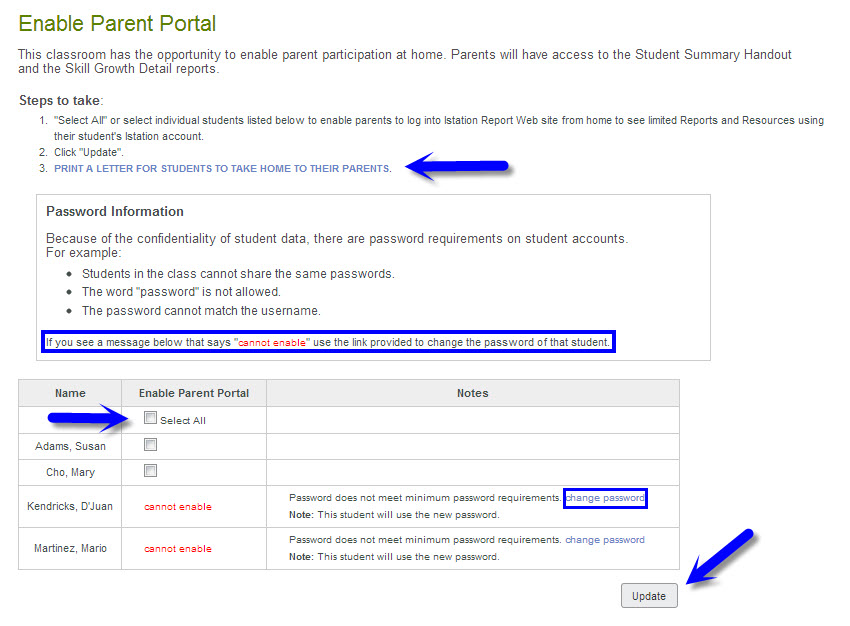 Enable Parent Portal
This classroom has the opportunity to enable parent participation at home. Parents will have access to the Student Summary Handout
and the Skill Growth Detail reports.
Steps to take:
1. "Select All" or select individual students listed below to enable parents to log into Istation Report Web site from home to see limited Reports and Resources using
their student's Istation account.
2. Click "Update".
3. PRINT A LETTER FOR STUDENTS TO TAKE HOME TO THEIR PARENTS.
Password Information
Because of the confidentiality of student data, there are password requirements on student accounts.
For example:
• Students in the class cannot share the same passwords.
• The word "password" is not allowed.
• The password cannot match the username.
If you see a message below that says "cannot enable" use the link provided to change the password of that student.
Name Enable Parent Portal Notes
Select All
Adams, Susan
Cho, Mary
Kendricks, D'Juan cannot enable Password does not meet minimum password requirements. change password
Note: This student will use the new password.
Martinez, Mario cannot enable Password does not meet minimum password requirements. change password
Note: This student will use the new password.
Update